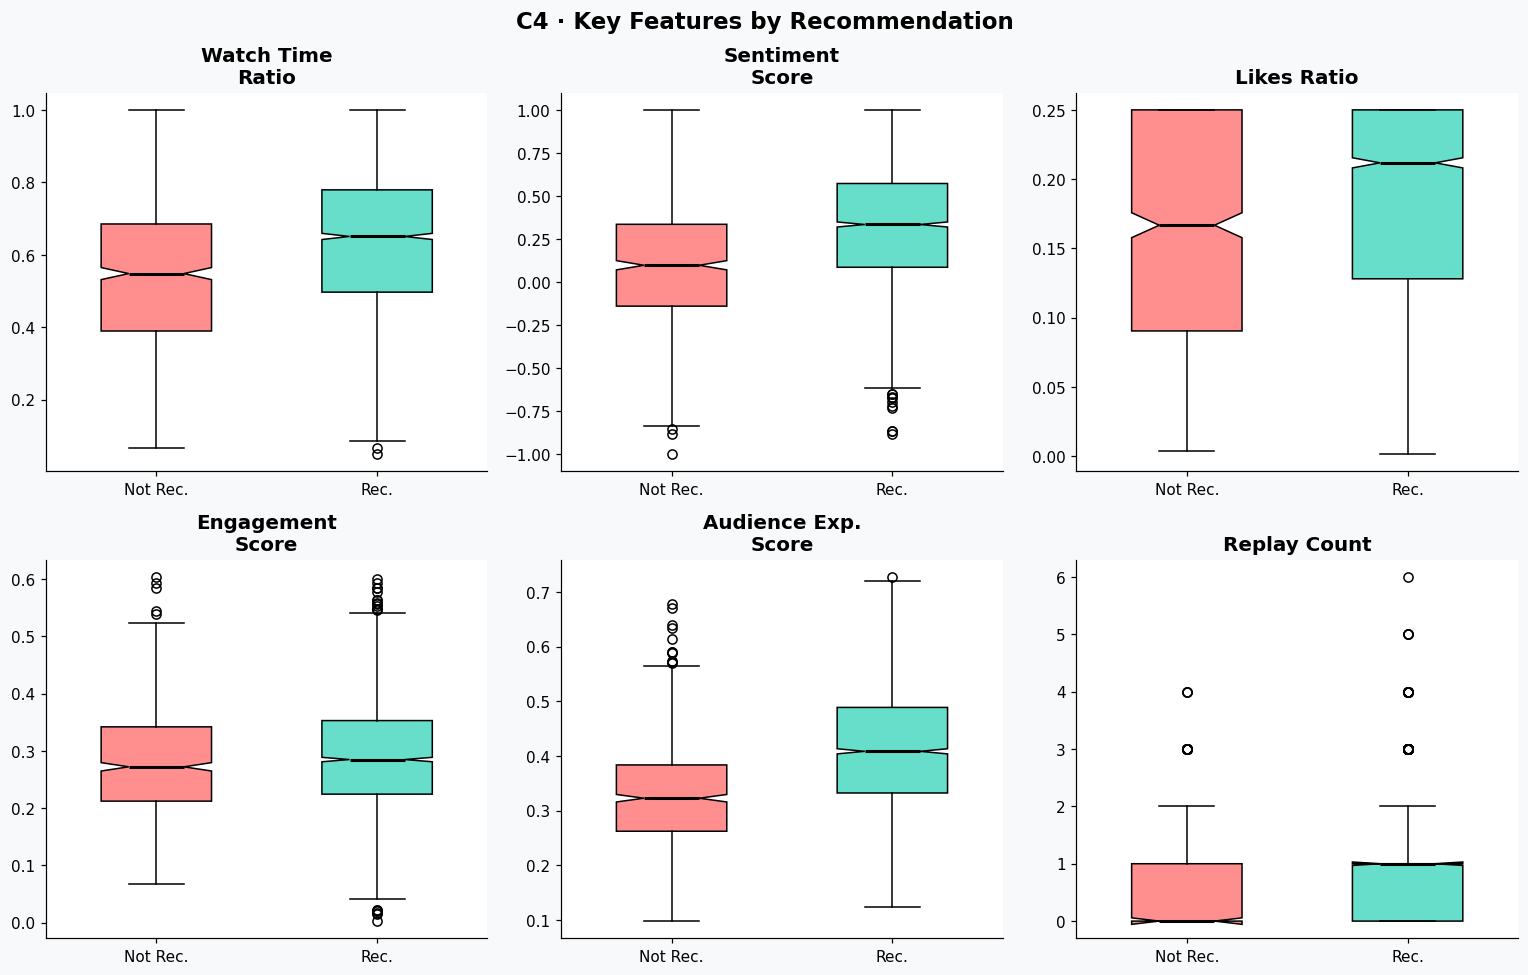 C4 · Key Features by Recommendation
Watch Time
Ratio
1.0
0.8
0.6
0.4
0.2
Not Rec.
Rec.
Sentiment
Score
1.00
0.75
0.50
0.25
0.00
−0.25
−0.50
−0.75
−1.00
Not Rec.
Rec.
Likes Ratio
0.25
0.20
0.15
0.10
0.05
0.00
Not Rec.
Rec.
Engagement
Score
0.6
0.5
0.4
0.3
0.2
0.1
0.0
Not Rec.
Rec.
Audience Exp.
Score
0.7
0.6
0.5
0.4
0.3
0.2
0.1
Not Rec.
Rec.
Replay Count
6
5
4
3
2
1
0
Not Rec.
Rec.